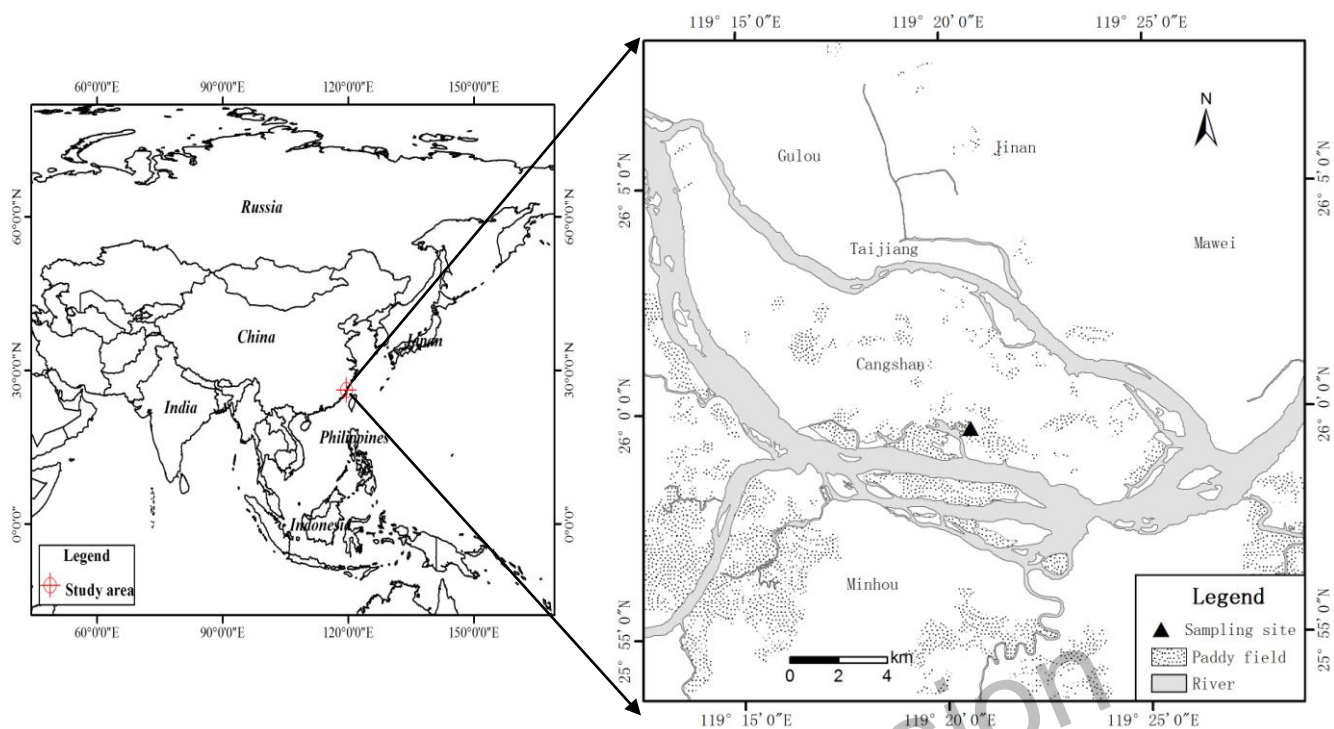 60°0'0"E 90°0'0"E 120°0'0"E 150°0'0"E
60°0'0"N
30°0'0"N
0°0'0"
Russia
China
Japan
India
Philippines
Indonesia
Legend
Study area
60°0'0"N
30°0'0"N
0°0'0"
60°0'0"E 90°0'0"E 120°0'0"E 150°0'0"E
119° 15' 0"E 119° 20' 0"E 119° 25' 0"E
N
26° 5' 0"N
26° 0' 0"N
25° 55' 0"N
Gulou
Jinan
Taijiang
Mawei
Cangshan
Minhou
km
0 2 4
Legend
Sampling site
Paddy field
River
26° 5' 0"N
26° 0' 0"N
25° 55' 0"N
119° 15' 0"E 119° 20' 0"E 119° 25' 0"E